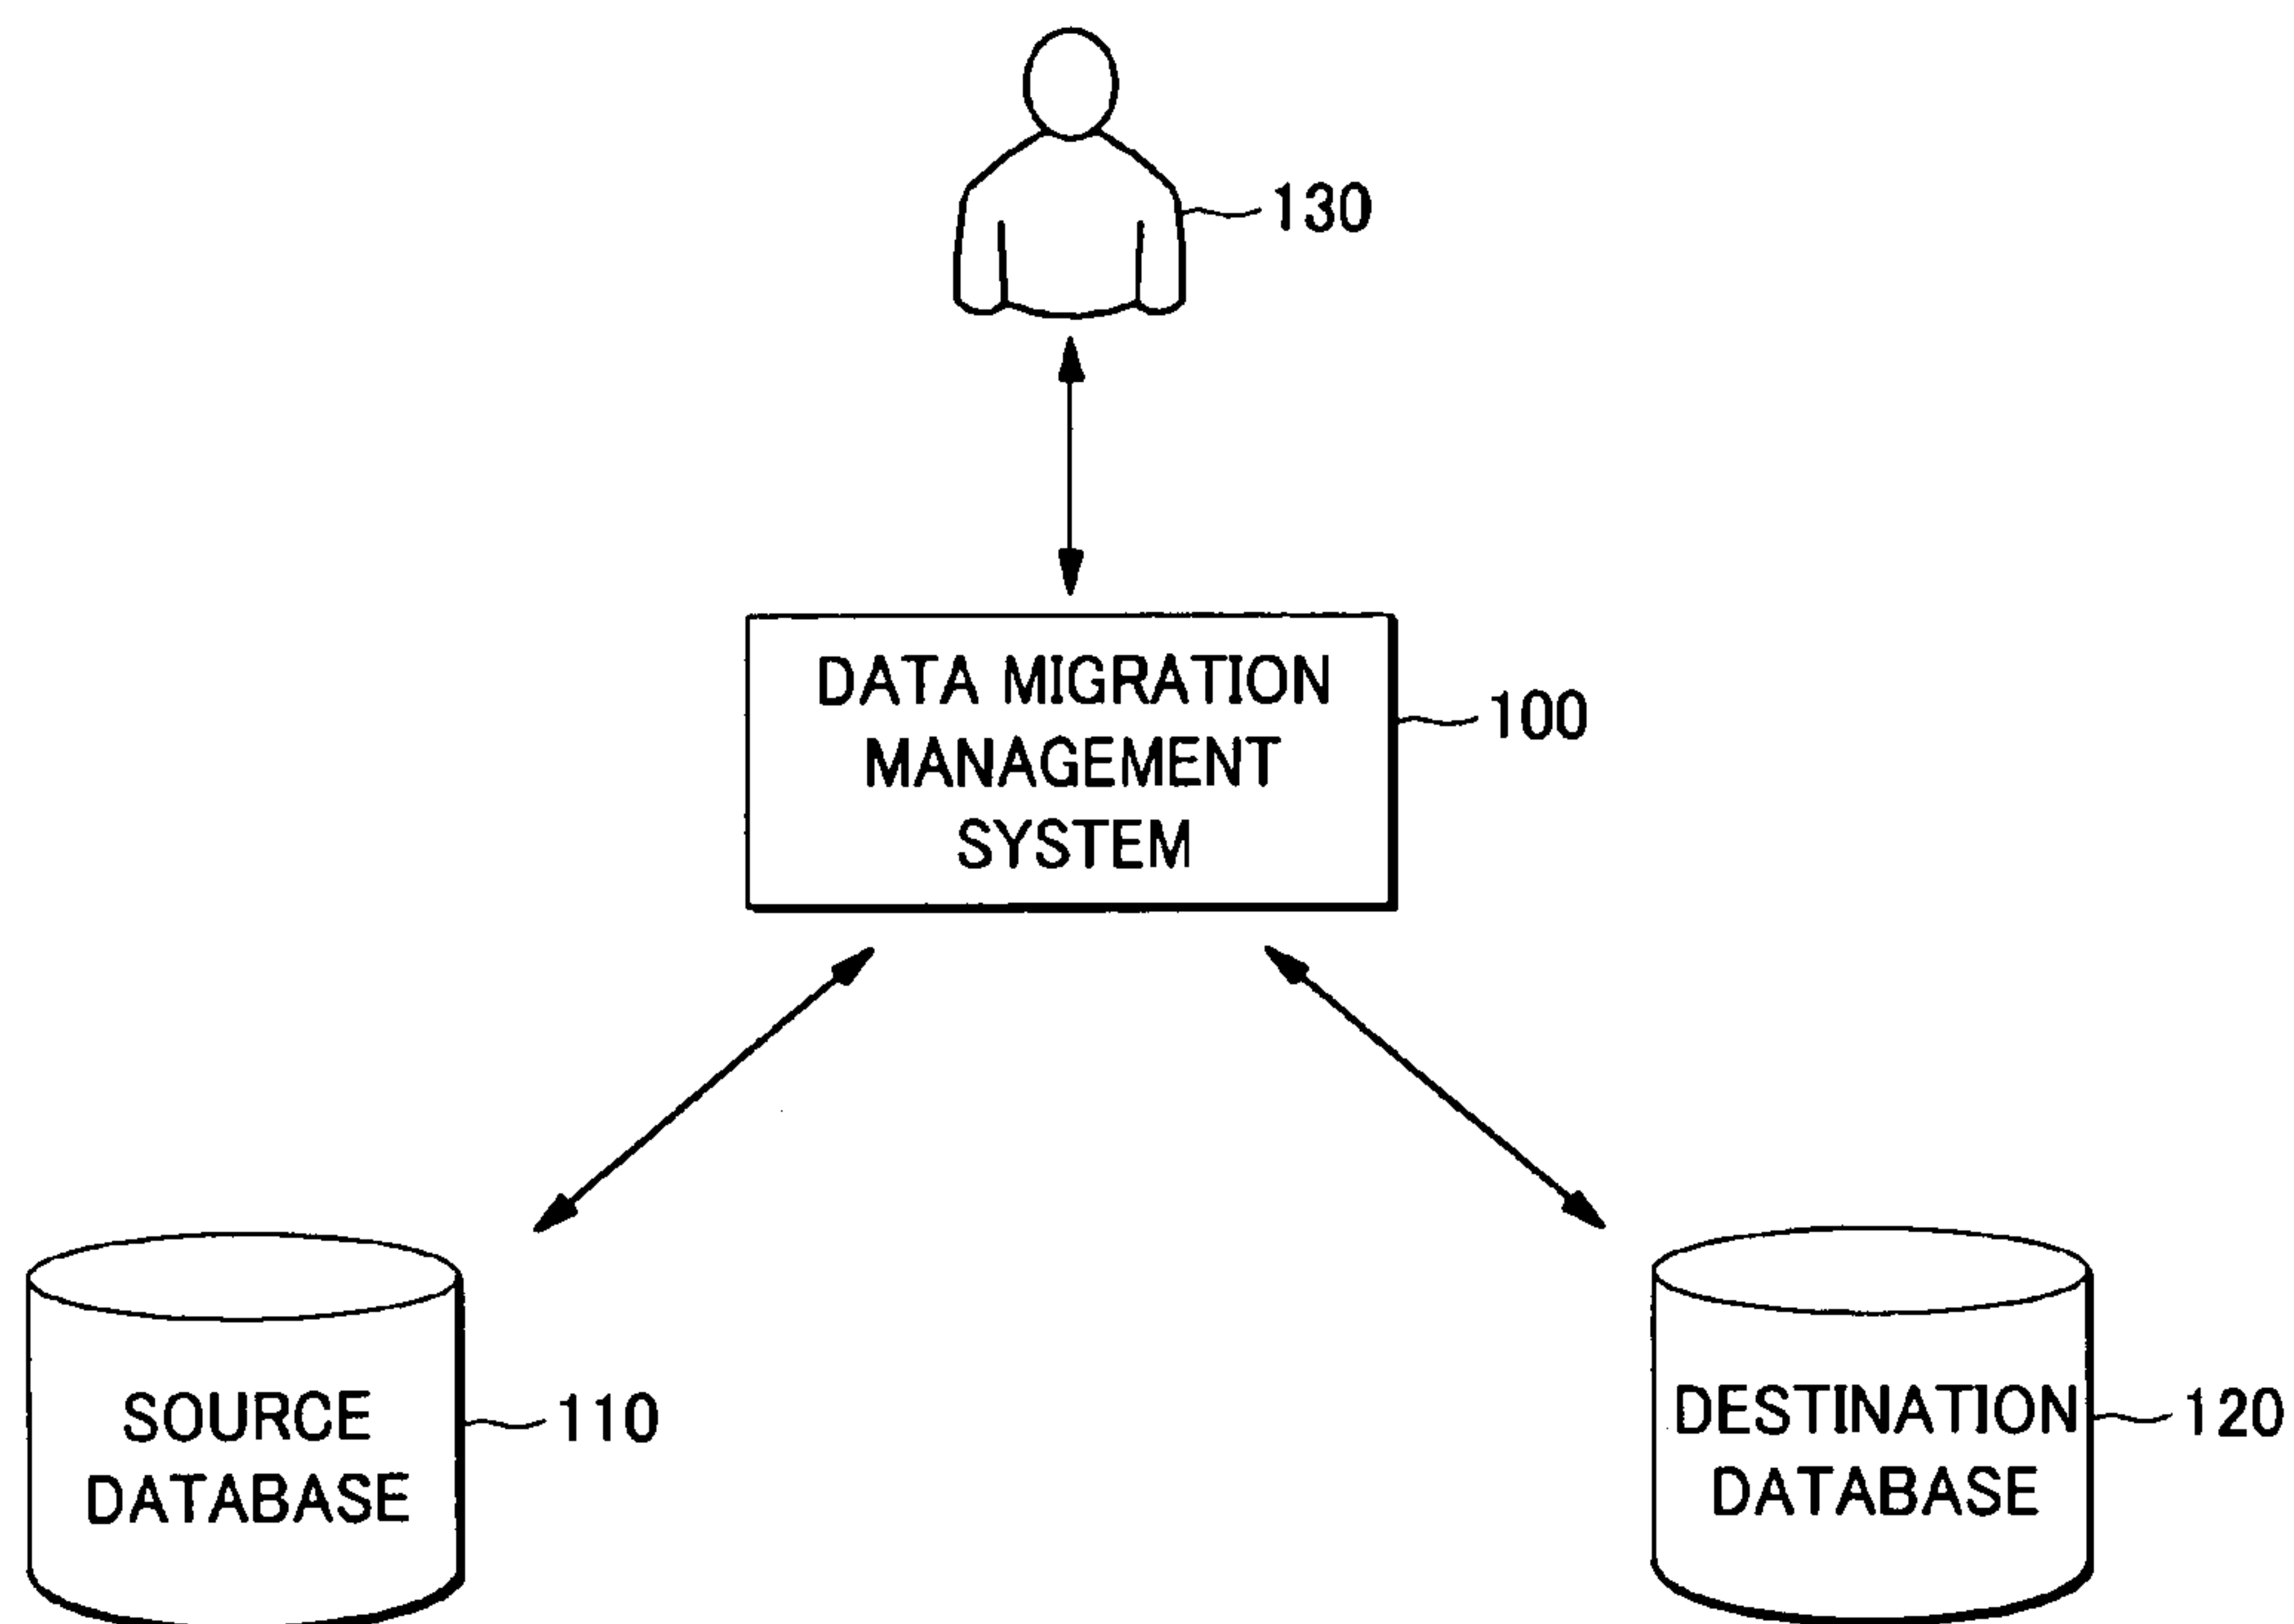 130
DATA MIGRATION
MANAGEMENT
SYSTEM
100
SOURCE
DATABASE
110
DESTINATION
DATABASE
120